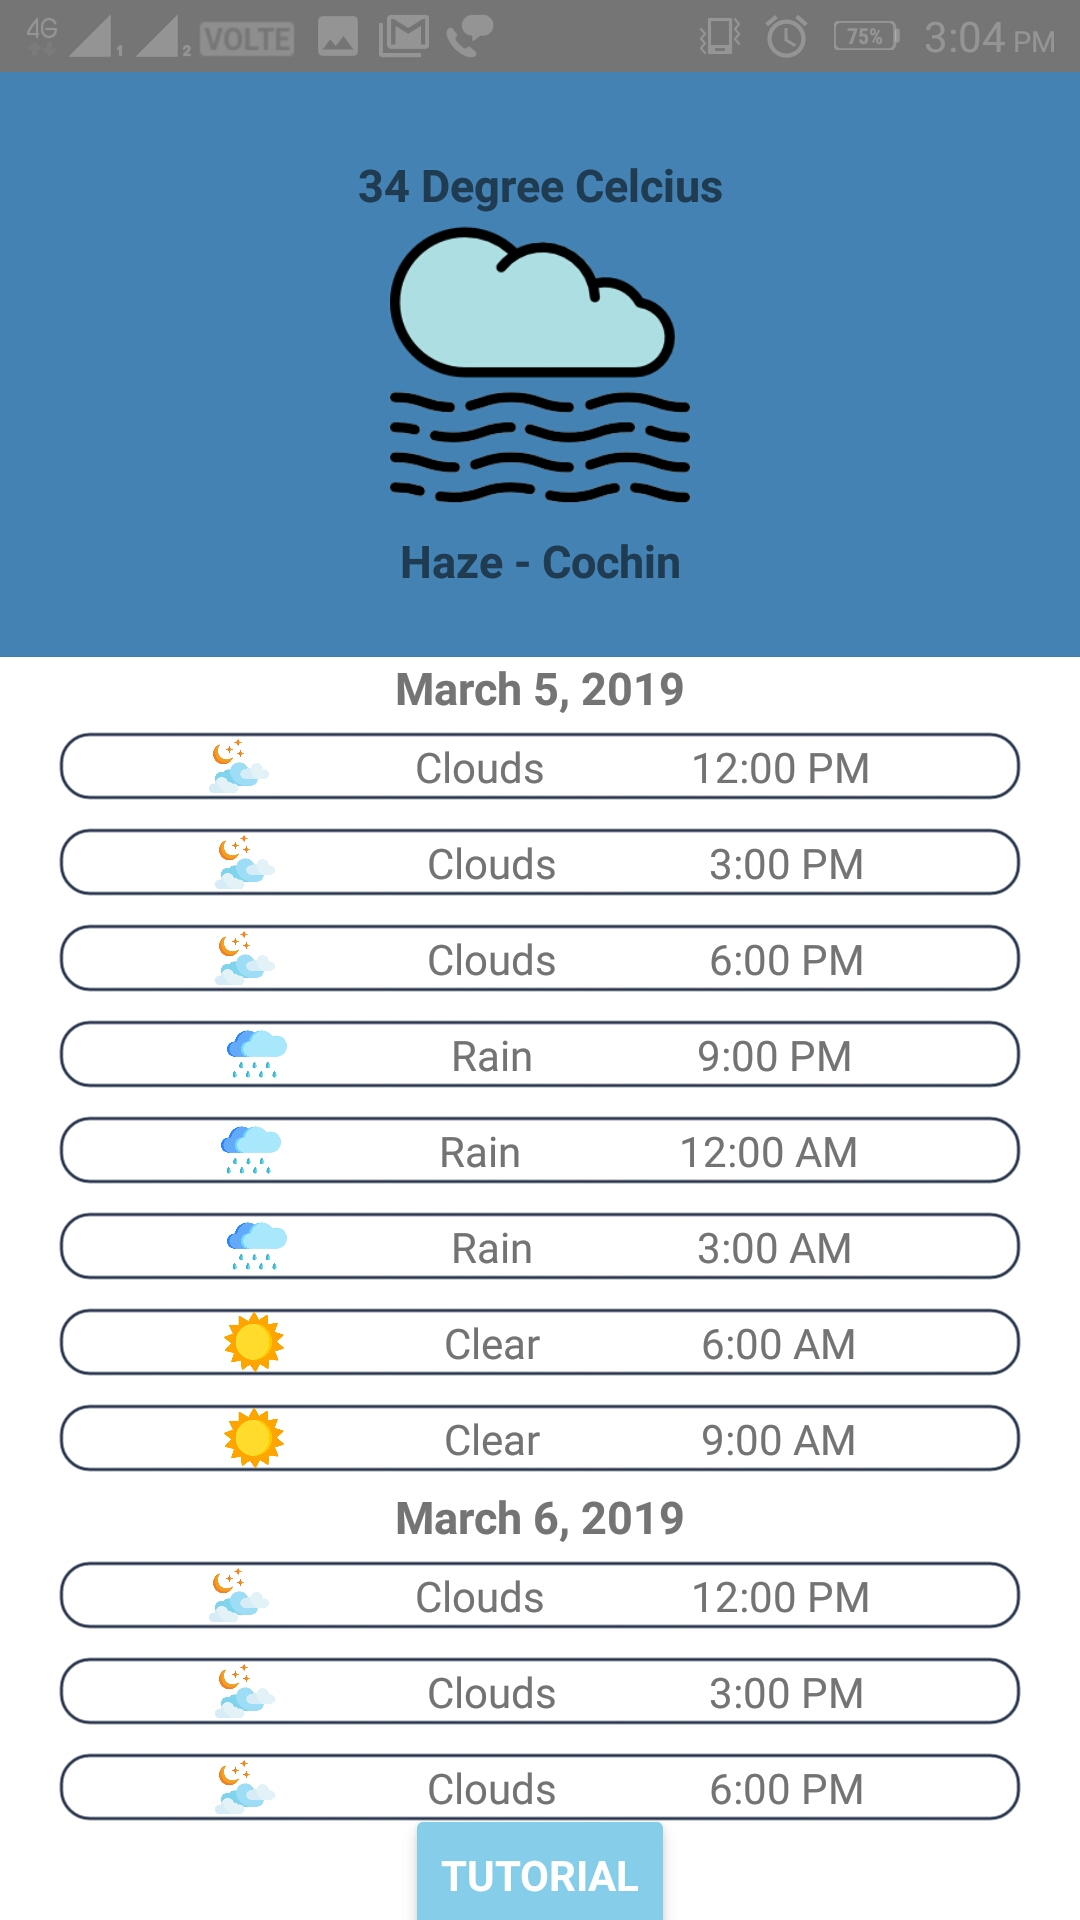 4G 1 2 VOLTE 75% 3:04 PM
34 Degree Celcius
Haze - Cochin
March 5, 2019
Clouds 12:00 PM
Clouds 3:00 PM
Clouds 6:00 PM
Rain 9:00 PM
Rain 12:00 AM
Rain 3:00 AM
Clear 6:00 AM
Clear 9:00 AM
March 6, 2019
Clouds 12:00 PM
Clouds 3:00 PM
Clouds 6:00 PM
TUTORIAL